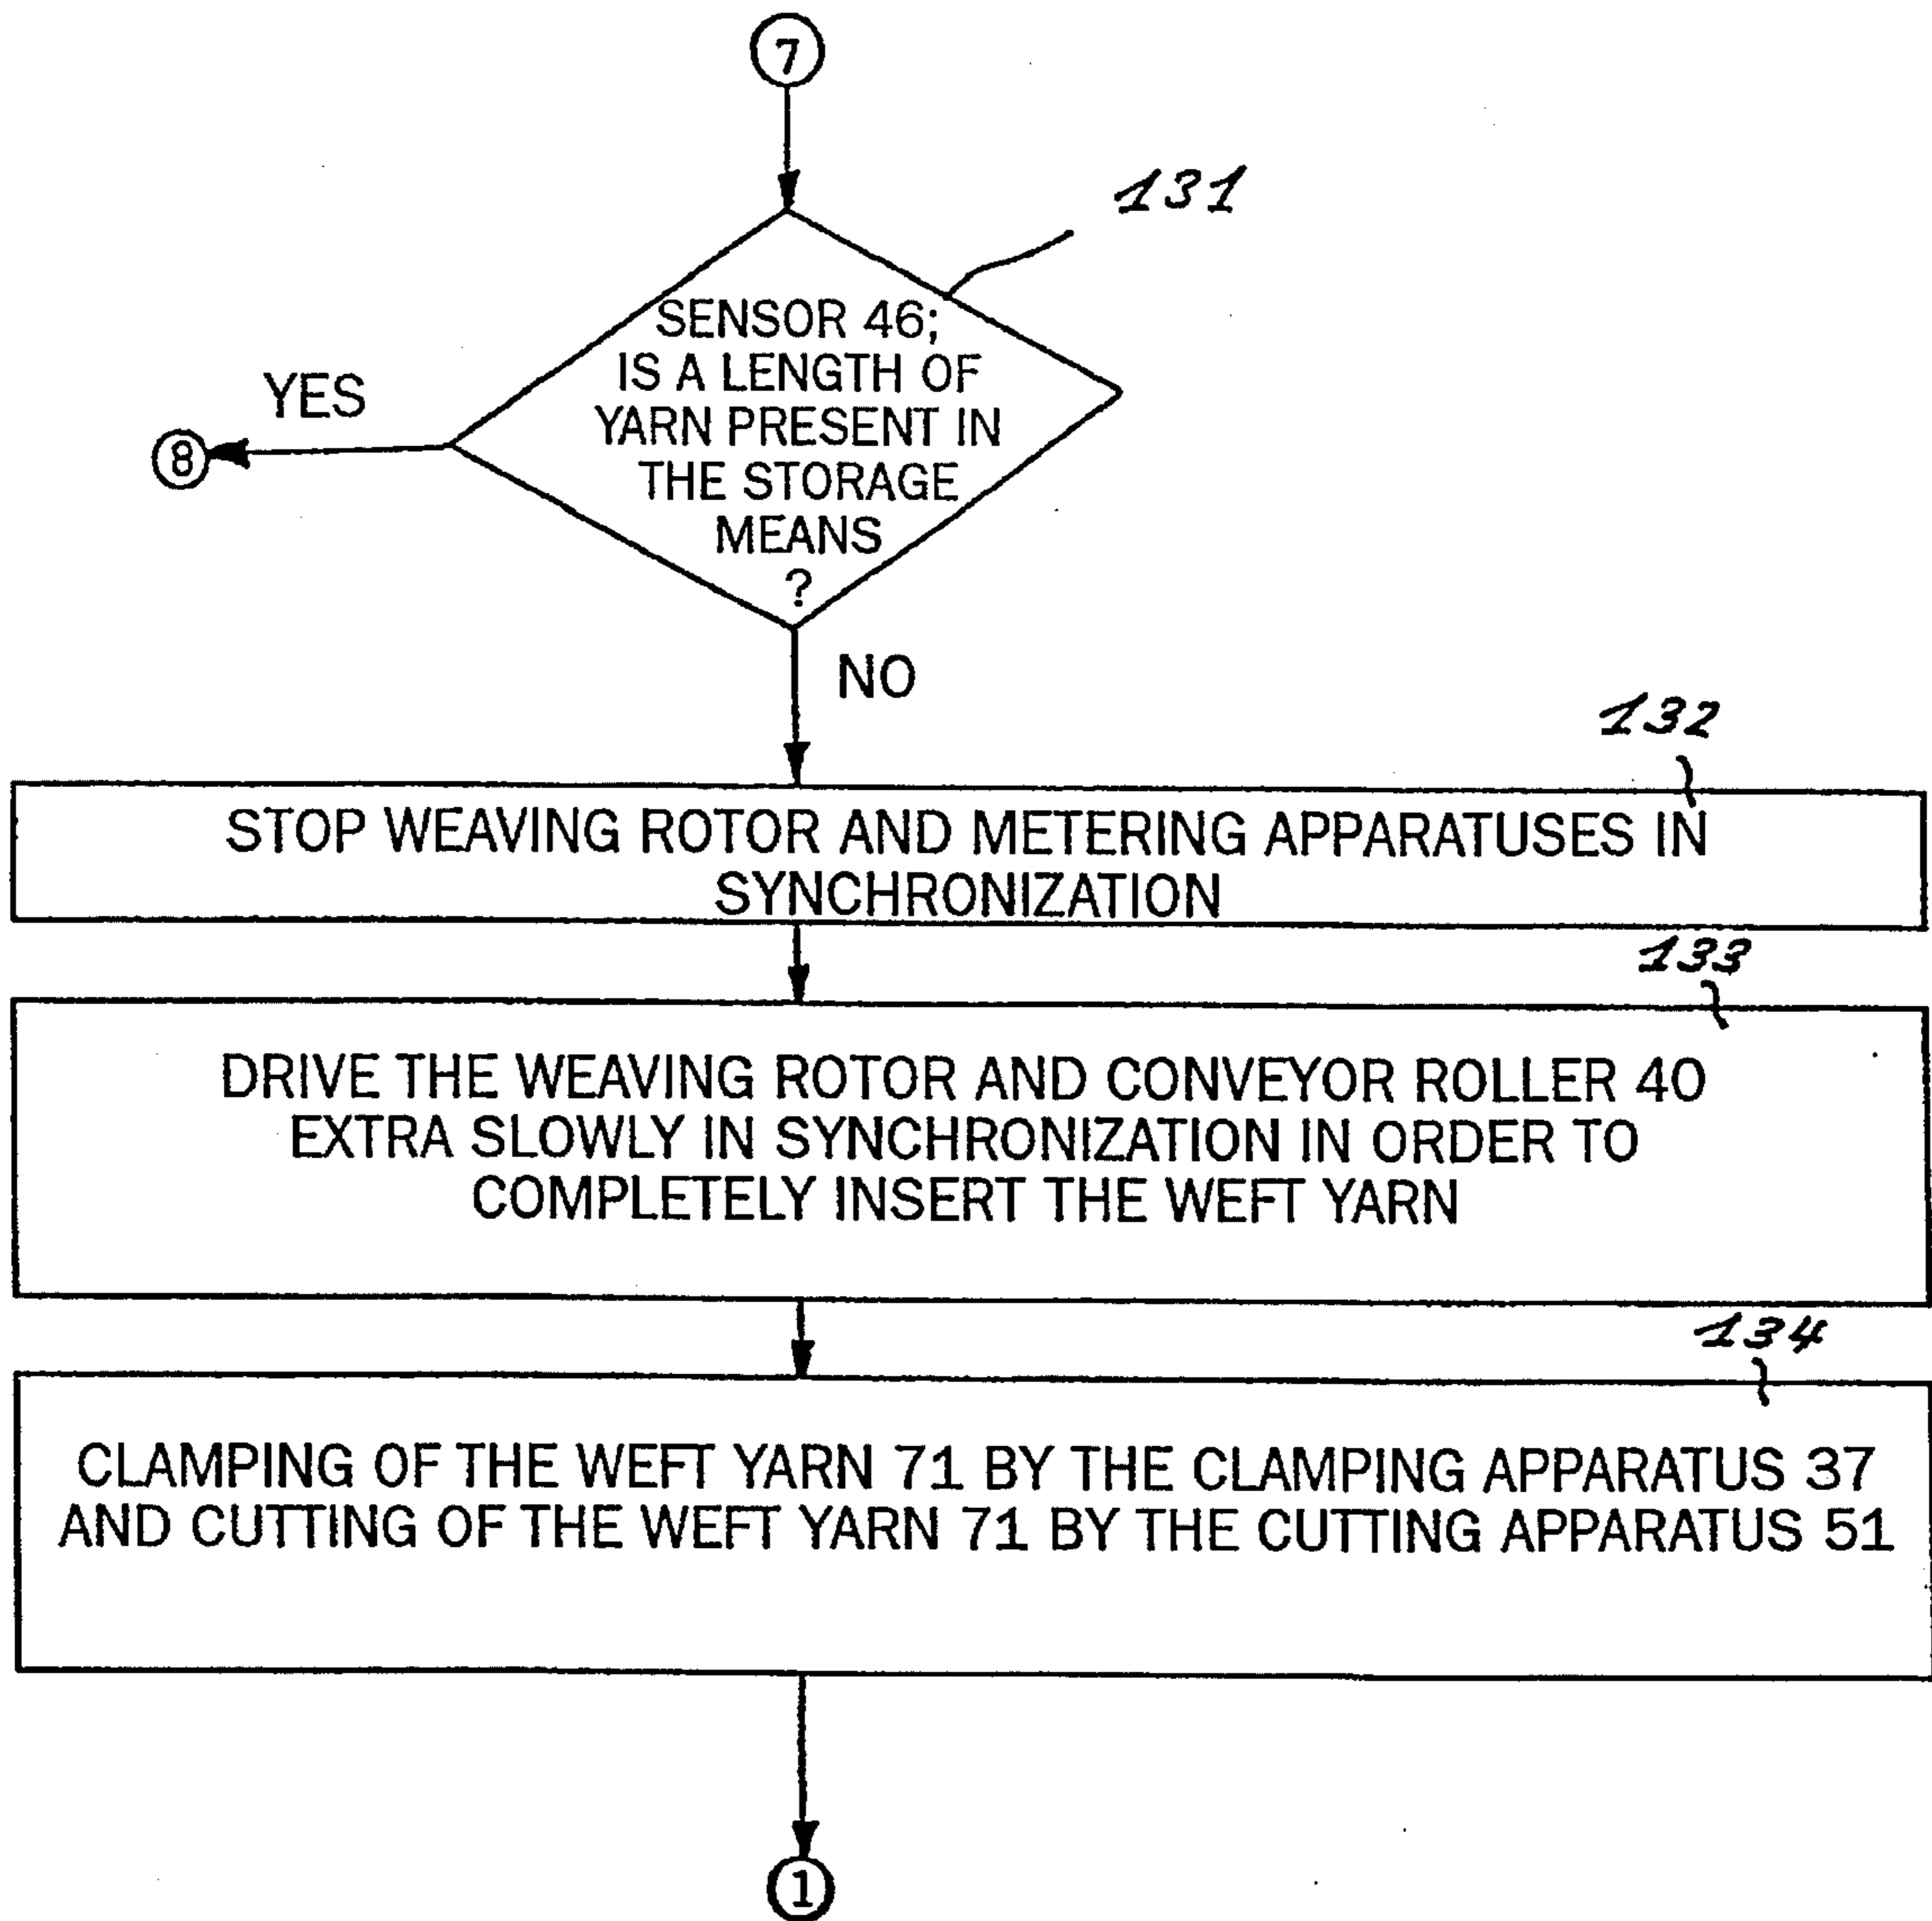 7
131
SENSOR 46;
IS A LENGTH OF
YARN PRESENT IN
THE STORAGE
MEANS
?
YES
8
NO
132
STOP WEAVING ROTOR AND METERING APPARATUSES IN
SYNCHRONIZATION
133
DRIVE THE WEAVING ROTOR AND CONVEYOR ROLLER 40
EXTRA SLOWLY IN SYNCHRONIZATION IN ORDER TO
COMPLETELY INSERT THE WEFT YARN
134
CLAMPING OF THE WEFT YARN 71 BY THE CLAMPING APPARATUS 37
AND CUTTING OF THE WEFT YARN 71 BY THE CUTTING APPARATUS 51
1